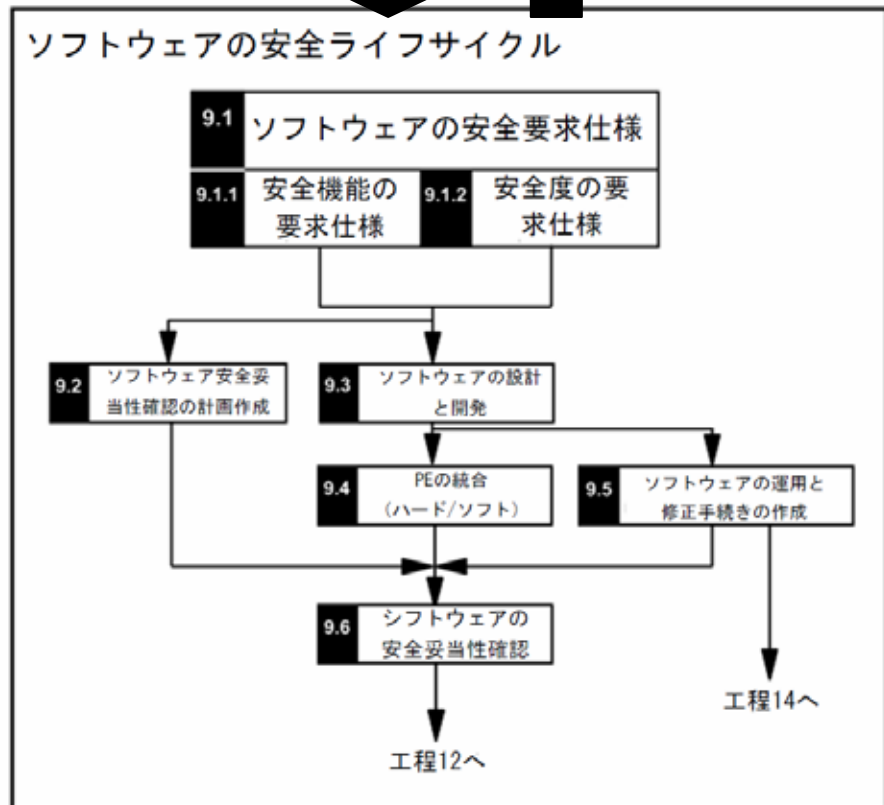 ソフトウェアの安全ライフサイクル
9.1
ソフトウェアの安全要求仕様
9.1.1
安全機能の
要求仕様
9.1.2
安全度の要
求仕様
9.2
ソフトウェア安全妥
当性確認の計画作成
9.3
ソフトウェアの設計
と開発
9.4
PEの統合
(ハード/ソフト)
9.5
ソフトウェアの運用と
修正手続きの作成
9.6
シフトウェアの
安全妥当性確認
工程14へ
工程12へ